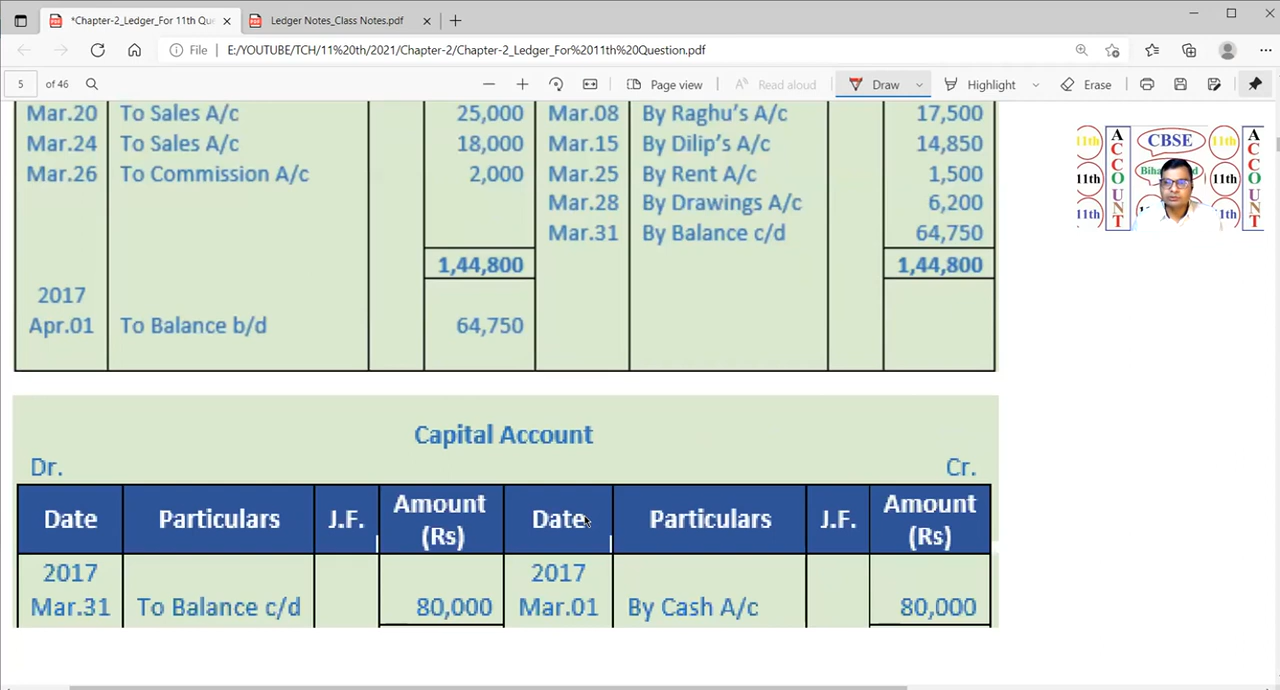 *Chapter-2_Ledger_For 11th Qu
Ledger Notes_Class Notes.pdf
File
E:/YOUTUBE/TCH/11%20th/2021/Chapter-2/Chapter-2_Ledger_For%2011th%20Question.pdf
5 of 46
Page view
Read aloud
Draw
Highlight
Erase
Mar.20 To Sales A/c 25,000 Mar.08 By Raghu's A/c 17,500
Mar.24 To Sales A/c 18,000 Mar.15 By Dilip's A/c 14,850
Mar.26 To Commission A/c 2,000 Mar.25 By Rent A/c 1,500
Mar.28 By Drawings A/c 6,200
Mar.31 By Balance c/d 64,750
1,44,800 1,44,800
2017
Apr.01 To Balance b/d 64,750
Capital Account
Dr. Cr.
Date Particulars J.F. Amount (Rs) Date Particulars J.F. Amount (Rs)
2017 2017
Mar.31 To Balance c/d 80,000 Mar.01 By Cash A/c 80,000
11th
ACCOUNT
CBSE
11th
ACCOUNT
11th
11th
11th